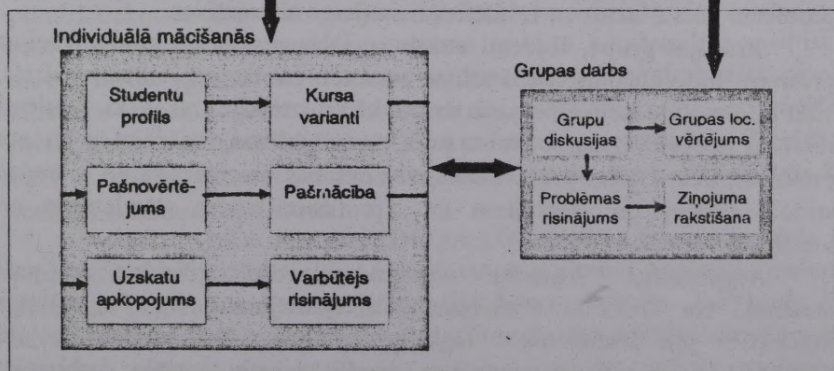 Individuālā mācīšanās
Studentu
profils
Kursa
varianti
Pašnovērtē-
jums
Pašmācība
Uzskatu
apkopojums
Varbūtējs
risinājums
Grupas darbs
Grupu
diskusijas
Grupas loc.
vērtējums
Problēmas
risinājums
Ziņojuma
rakstīšana